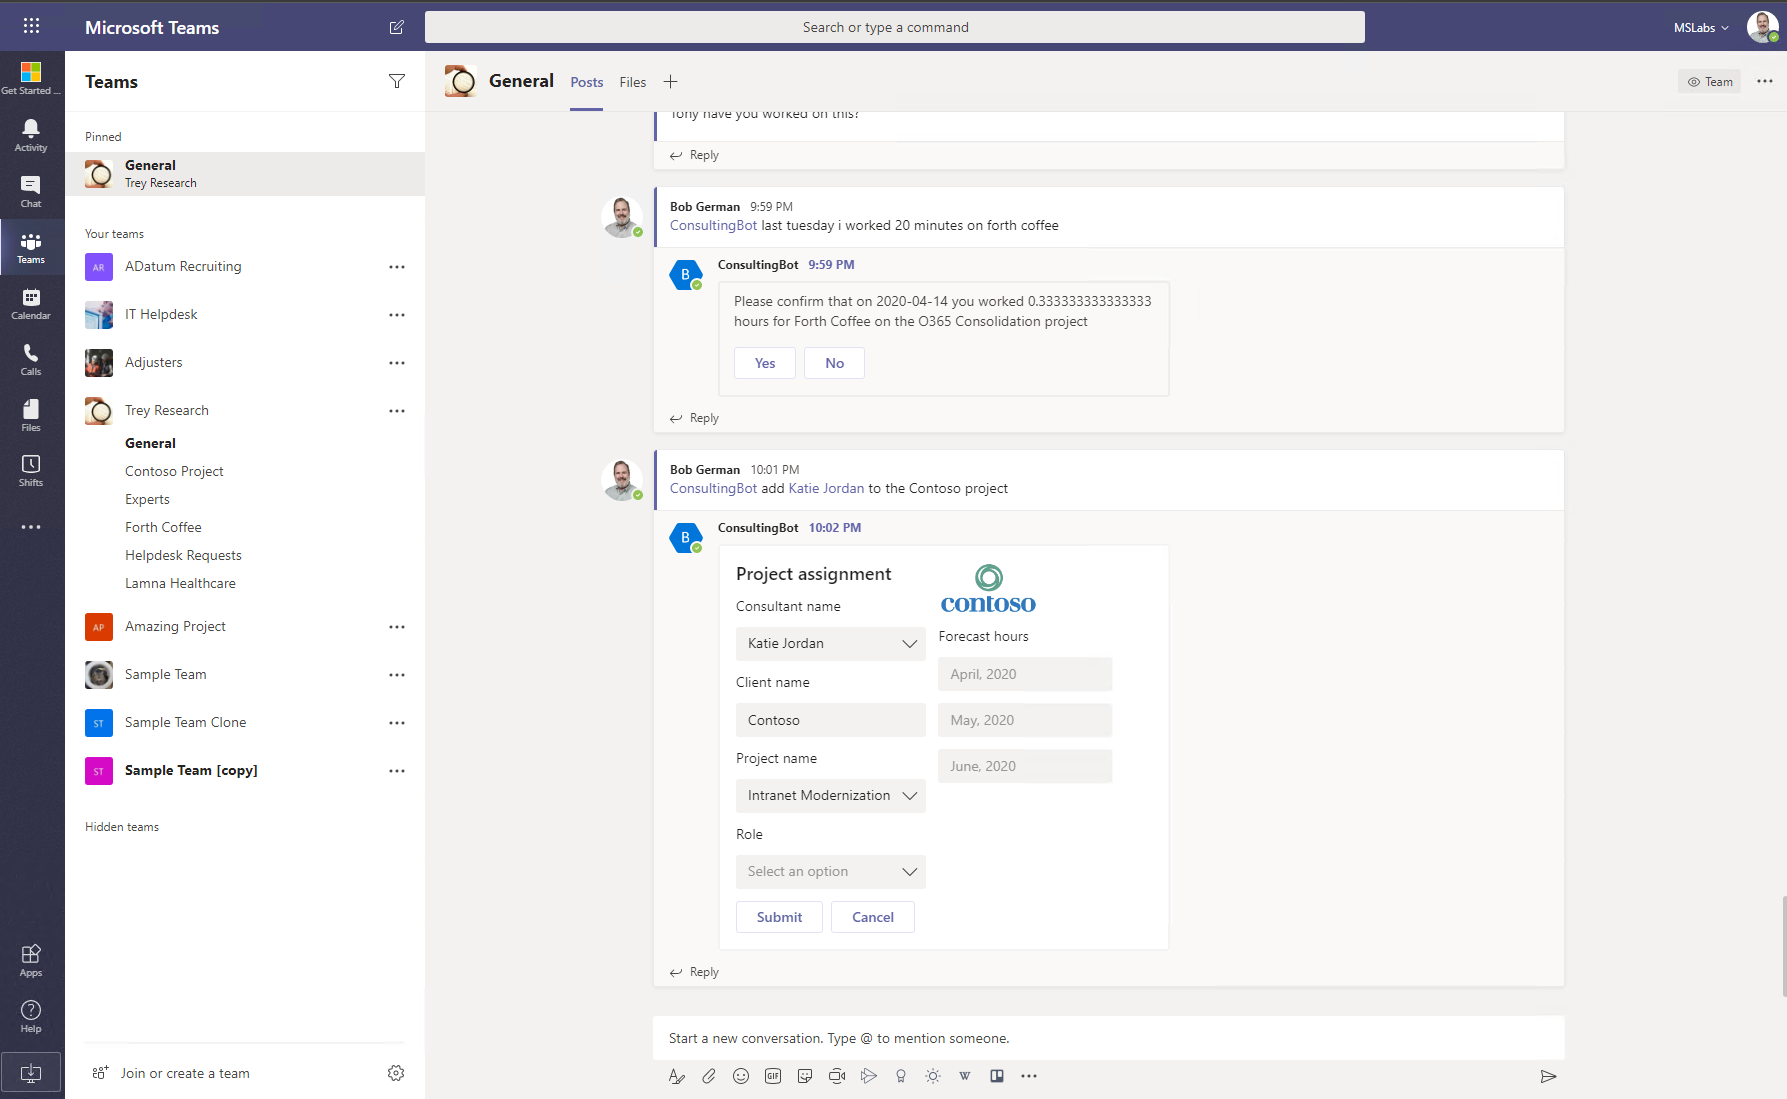 Microsoft Teams
Search or type a command
MSLabs
Get Started ...
Activity
Chat
Teams
Calendar
Calls
Files
Shifts
Apps
Help
Teams
Pinned
General
Trey Research
Your teams
AR
ADatum Recruiting
IT Helpdesk
Adjusters
Trey Research
General
Contoso Project
Experts
Forth Coffee
Helpdesk Requests
Lamna Healthcare
AP
Amazing Project
Sample Team
ST
Sample Team Clone
ST
Sample Team [copy]
Hidden teams
Join or create a team
General
Posts
Files
Team
Tony have you worked on this?
Reply
Bob German 9:59 PM
ConsultingBot last tuesday i worked 20 minutes on forth coffee
B
ConsultingBot 9:59 PM
Please confirm that on 2020-04-14 you worked 0.333333333333333
hours for Forth Coffee on the O365 Consolidation project
Yes
No
Reply
Bob German 10:01 PM
ConsultingBot add Katie Jordan to the Contoso project
B
ConsultingBot 10:02 PM
Project assignment
contoso
Consultant name
Katie Jordan
Client name
Contoso
Project name
Intranet Modernization
Role
Select an option
Forecast hours
April, 2020
May, 2020
June, 2020
Submit
Cancel
Reply
Start a new conversation. Type @ to mention someone.
GIF
W